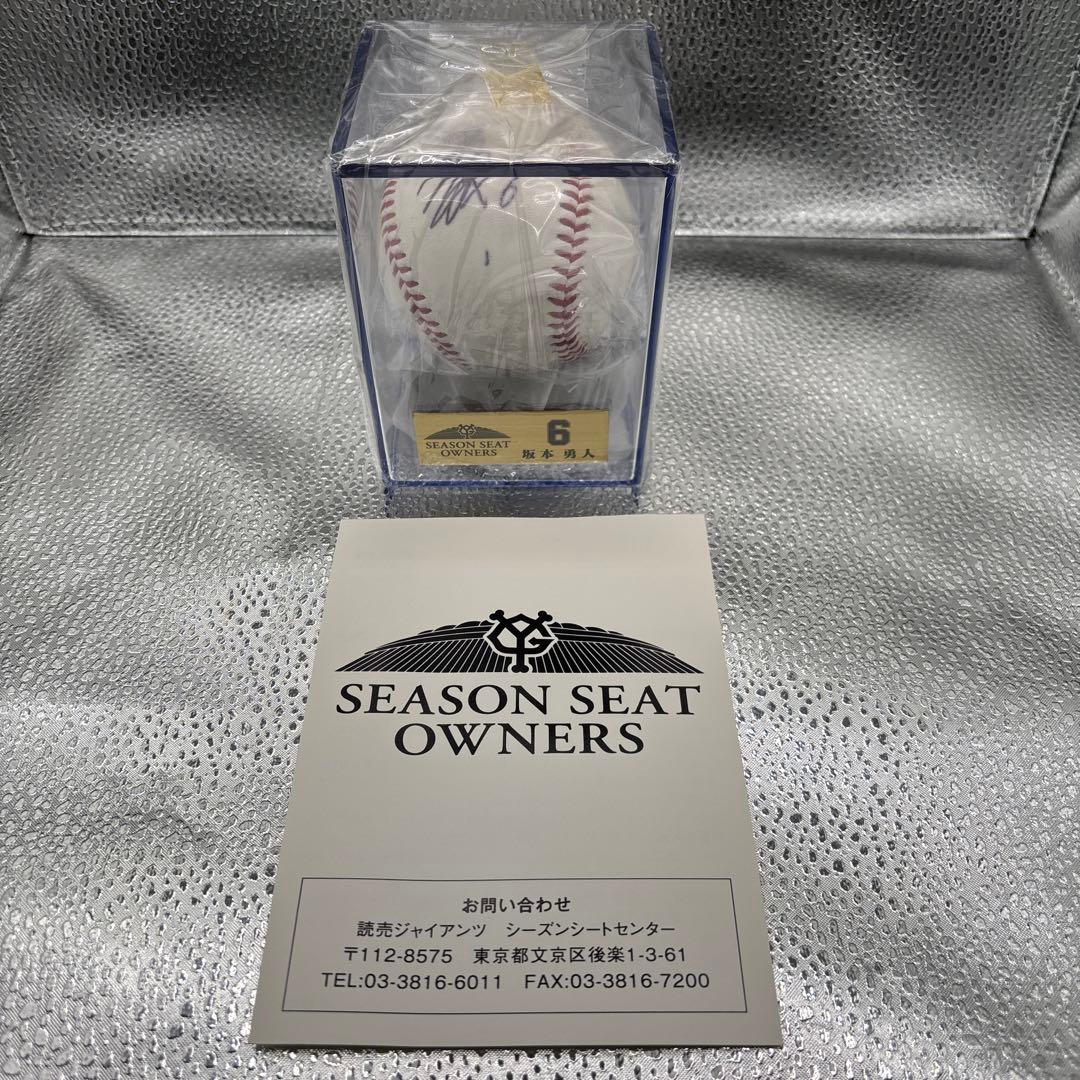 6
SEASON SEAT
OWNERS
6
坂本 勇人
SEASON SEAT
OWNERS
お問い合わせ
読売ジャイアンツ シーズンシートセンター
〒112-8575 東京都文京区後楽1-3-61
TEL:03-3816-6011 FAX:03-3816-7200